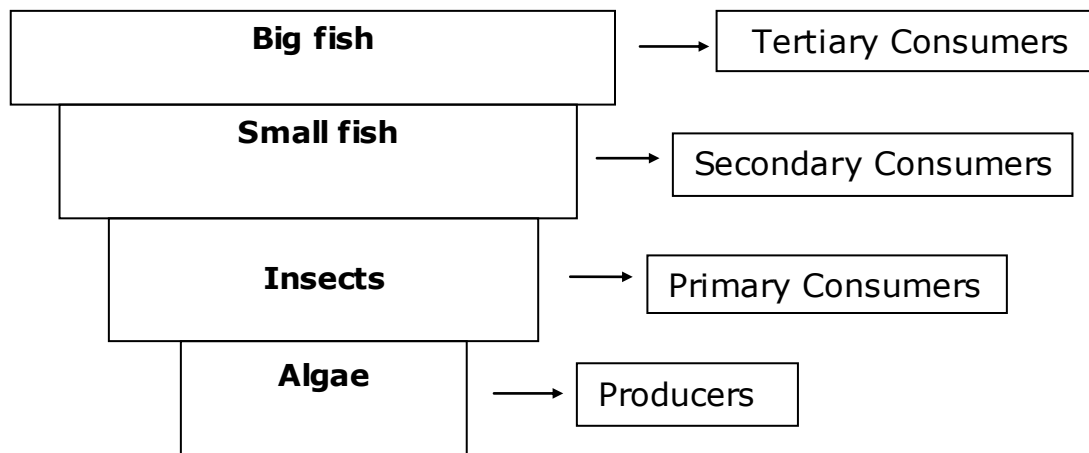 Big fish
Tertiary Consumers
Small fish
Secondary Consumers
Insects
Primary Consumers
Algae
Producers